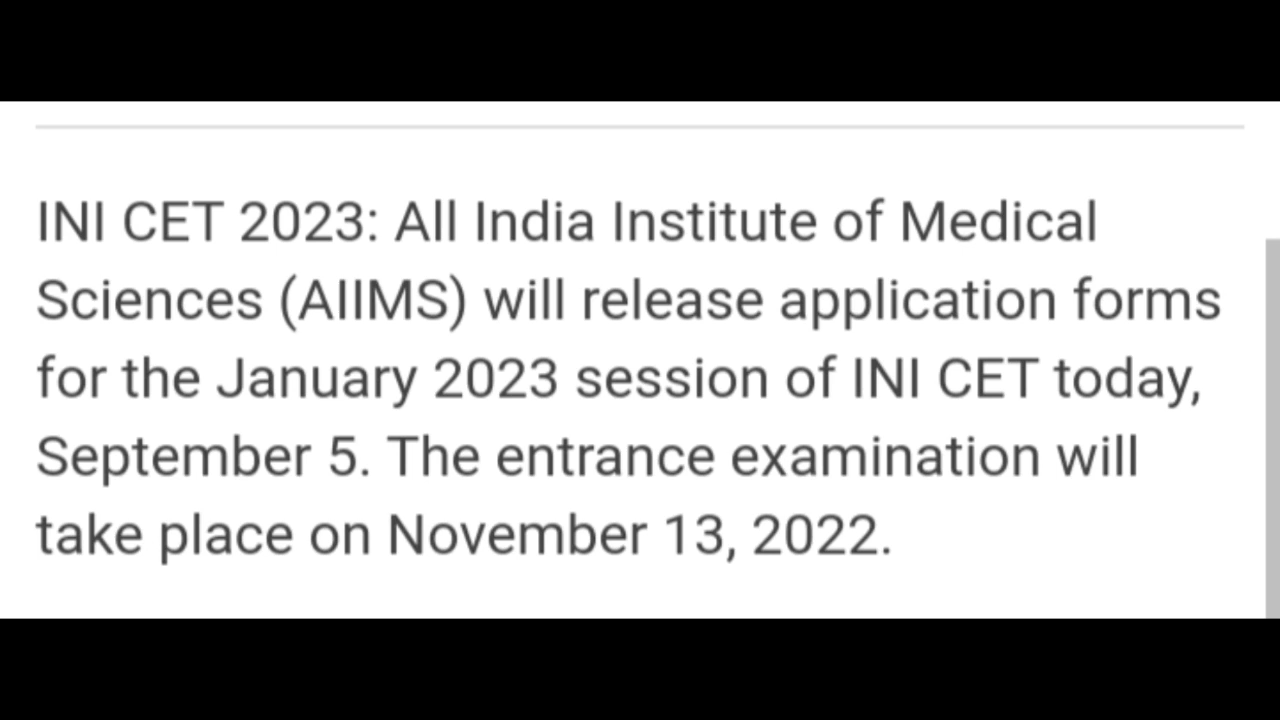 INI CET 2023: All India Institute of Medical
Sciences (AIIMS) will release application forms
for the January 2023 session of INI CET today,
September 5. The entrance examination will
take place on November 13, 2022.